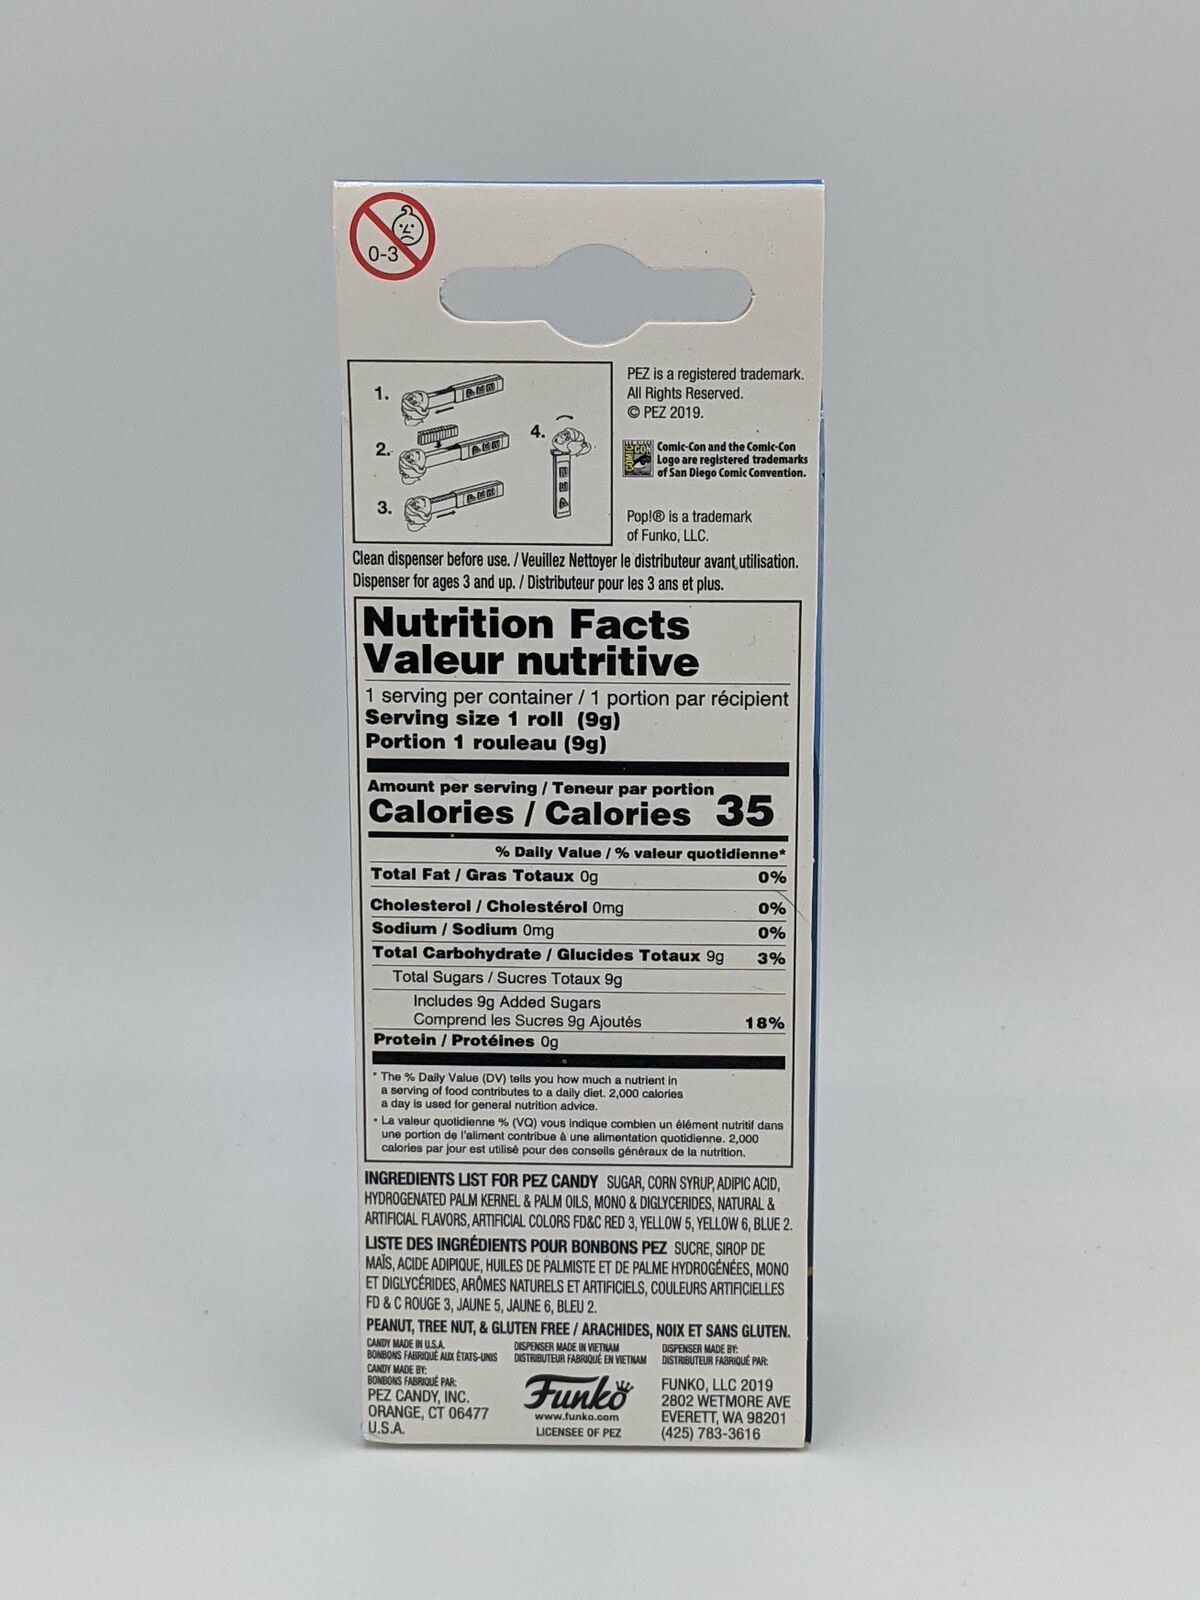 0-3
1.
2.
3.
4.
PEZ
PEZ
PEZ
PEZ
PEZ is a registered trademark.
All Rights Reserved.
© PEZ 2019.
COMIC CON
Comic-Con and the Comic-Con
Logo are registered trademarks
of San Diego Comic Convention.
Pop!® is a trademark
of Funko, LLC.
Clean dispenser before use. / Veuillez Nettoyer le distributeur avant utilisation.
Dispenser for ages 3 and up. / Distributeur pour les 3 ans et plus.
Nutrition Facts
Valeur nutritive
1 serving per container / 1 portion par récipient
Serving size 1 roll (9g)
Portion 1 rouleau (9g)
Amount per serving / Teneur par portion
Calories / Calories 35
% Daily Value / % valeur quotidienne*
Total Fat / Gras Totaux 0g 0%
Cholesterol / Cholestérol 0mg 0%
Sodium / Sodium 0mg 0%
Total Carbohydrate / Glucides Totaux 9g 3%
Total Sugars / Sucres Totaux 9g
Includes 9g Added Sugars
Comprend les Sucres 9g Ajoutés 18%
Protein / Protéines 0g
* The % Daily Value (DV) tells you how much a nutrient in
a serving of food contributes to a daily diet. 2,000 calories
a day is used for general nutrition advice.
* La valeur quotidienne % (VQ) vous indique combien un élément nutritif dans
une portion de l'aliment contribue à une alimentation quotidienne. 2,000
calories par jour est utilisé pour des conseils généraux de la nutrition.
INGREDIENTS LIST FOR PEZ CANDY SUGAR, CORN SYRUP, ADIPIC ACID,
HYDROGENATED PALM KERNEL & PALM OILS, MONO & DIGLYCERIDES, NATURAL &
ARTIFICIAL FLAVORS, ARTIFICIAL COLORS FD&C RED 3, YELLOW 5, YELLOW 6, BLUE 2.
LISTE DES INGRÉDIENTS POUR BONBONS PEZ SUCRE, SIROP DE
MAÏS, ACIDE ADIPIQUE, HUILES DE PALMISTE ET DE PALME HYDROGÉNÉES, MONO
ET DIGLYCÉRIDES, ARÔMES NATURELS ET ARTIFICIELS, COULEURS ARTIFICIELLES
FD & C ROUGE 3, JAUNE 5, JAUNE 6, BLEU 2.
PEANUT, TREE NUT, & GLUTEN FREE / ARACHIDES, NOIX ET SANS GLUTEN.
CANDY MADE IN U.S.A.
BONBONS FABRIQUÉ AUX ÉTATS-UNIS
CANDY MADE BY:
BONBONS FABRIQUÉ PAR:
PEZ CANDY, INC.
ORANGE, CT 06477
U.S.A.
DISPENSER MADE IN VIETNAM
DISTRIBUTEUR FABRIQUÉ EN VIETNAM
Funko
www.funko.com
LICENSEE OF PEZ
DISPENSER MADE BY:
DISTRIBUTEUR FABRIQUÉ PAR:
FUNKO, LLC 2019
2802 WETMORE AVE
EVERETT, WA 98201
(425) 783-3616